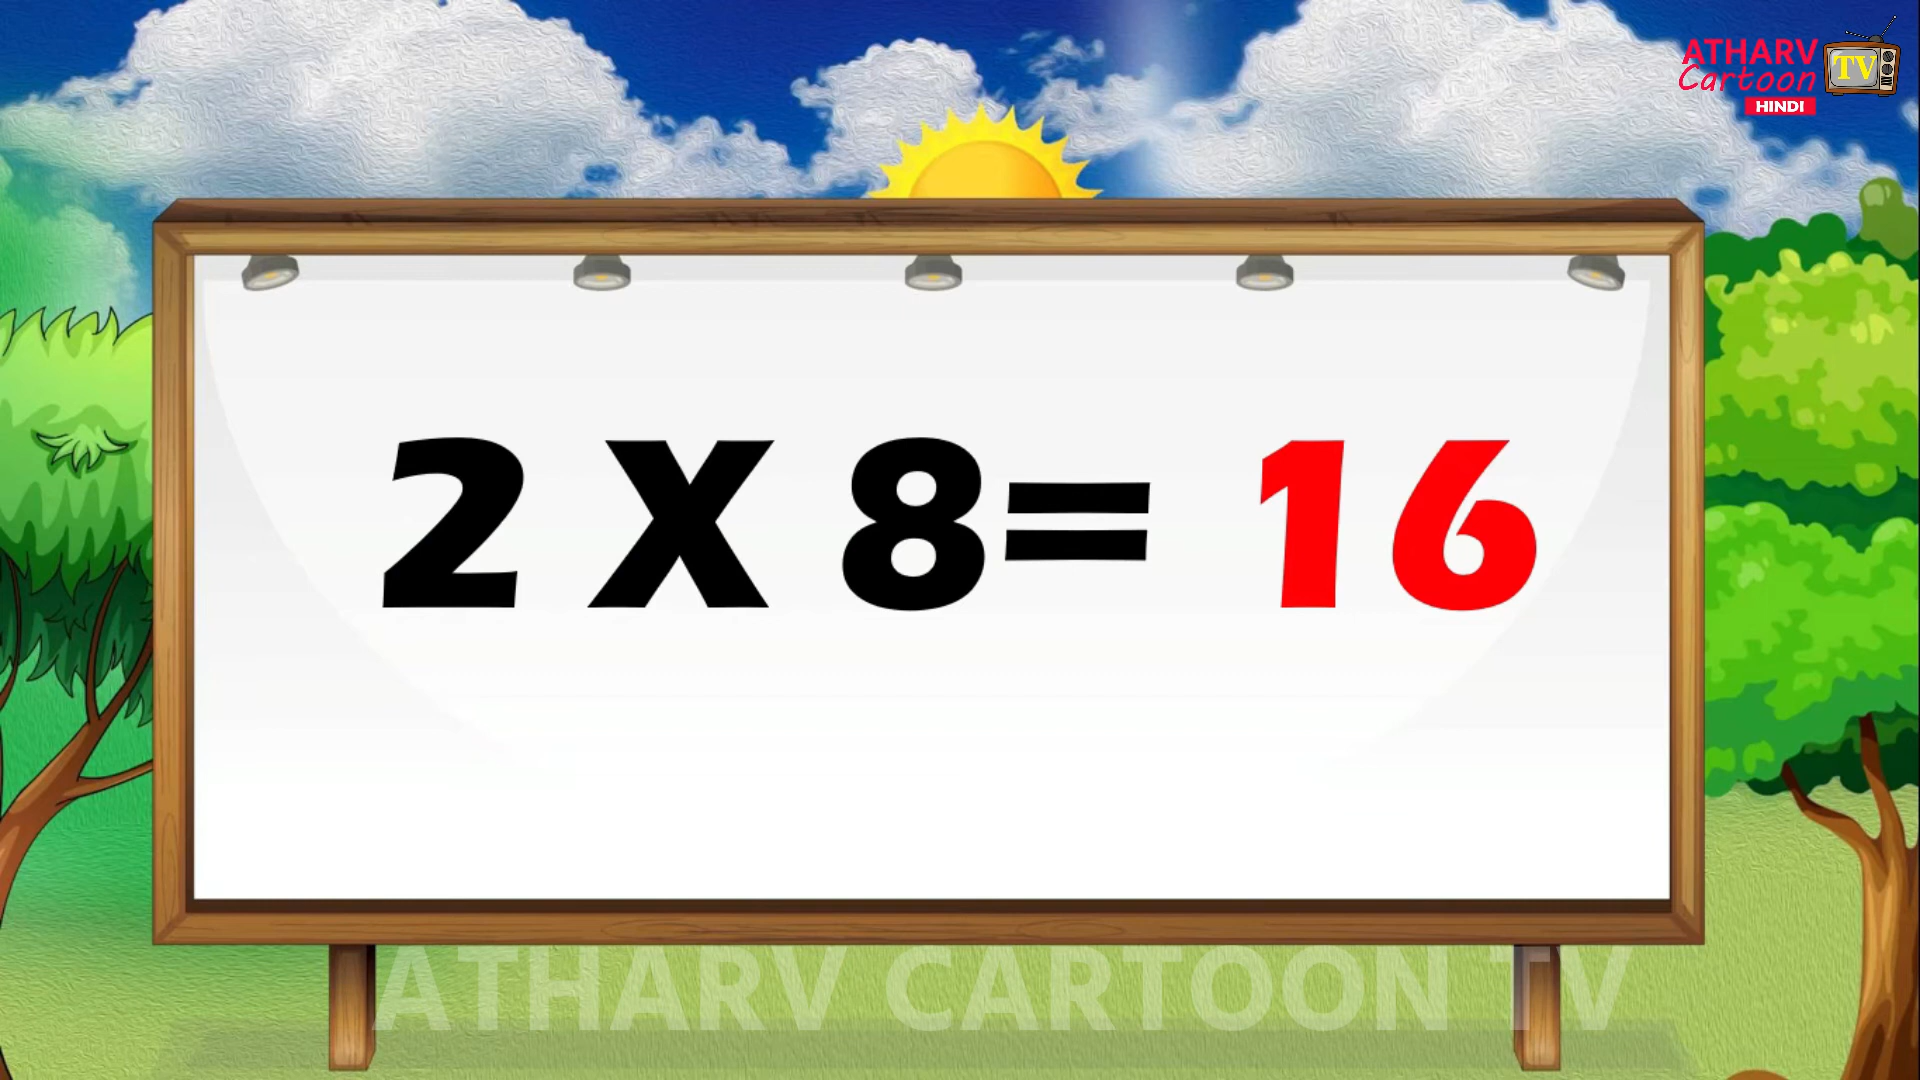 ATHARV
Cartoon
TV
HINDI
2 X 8= 16
ATHARV CARTOON TV